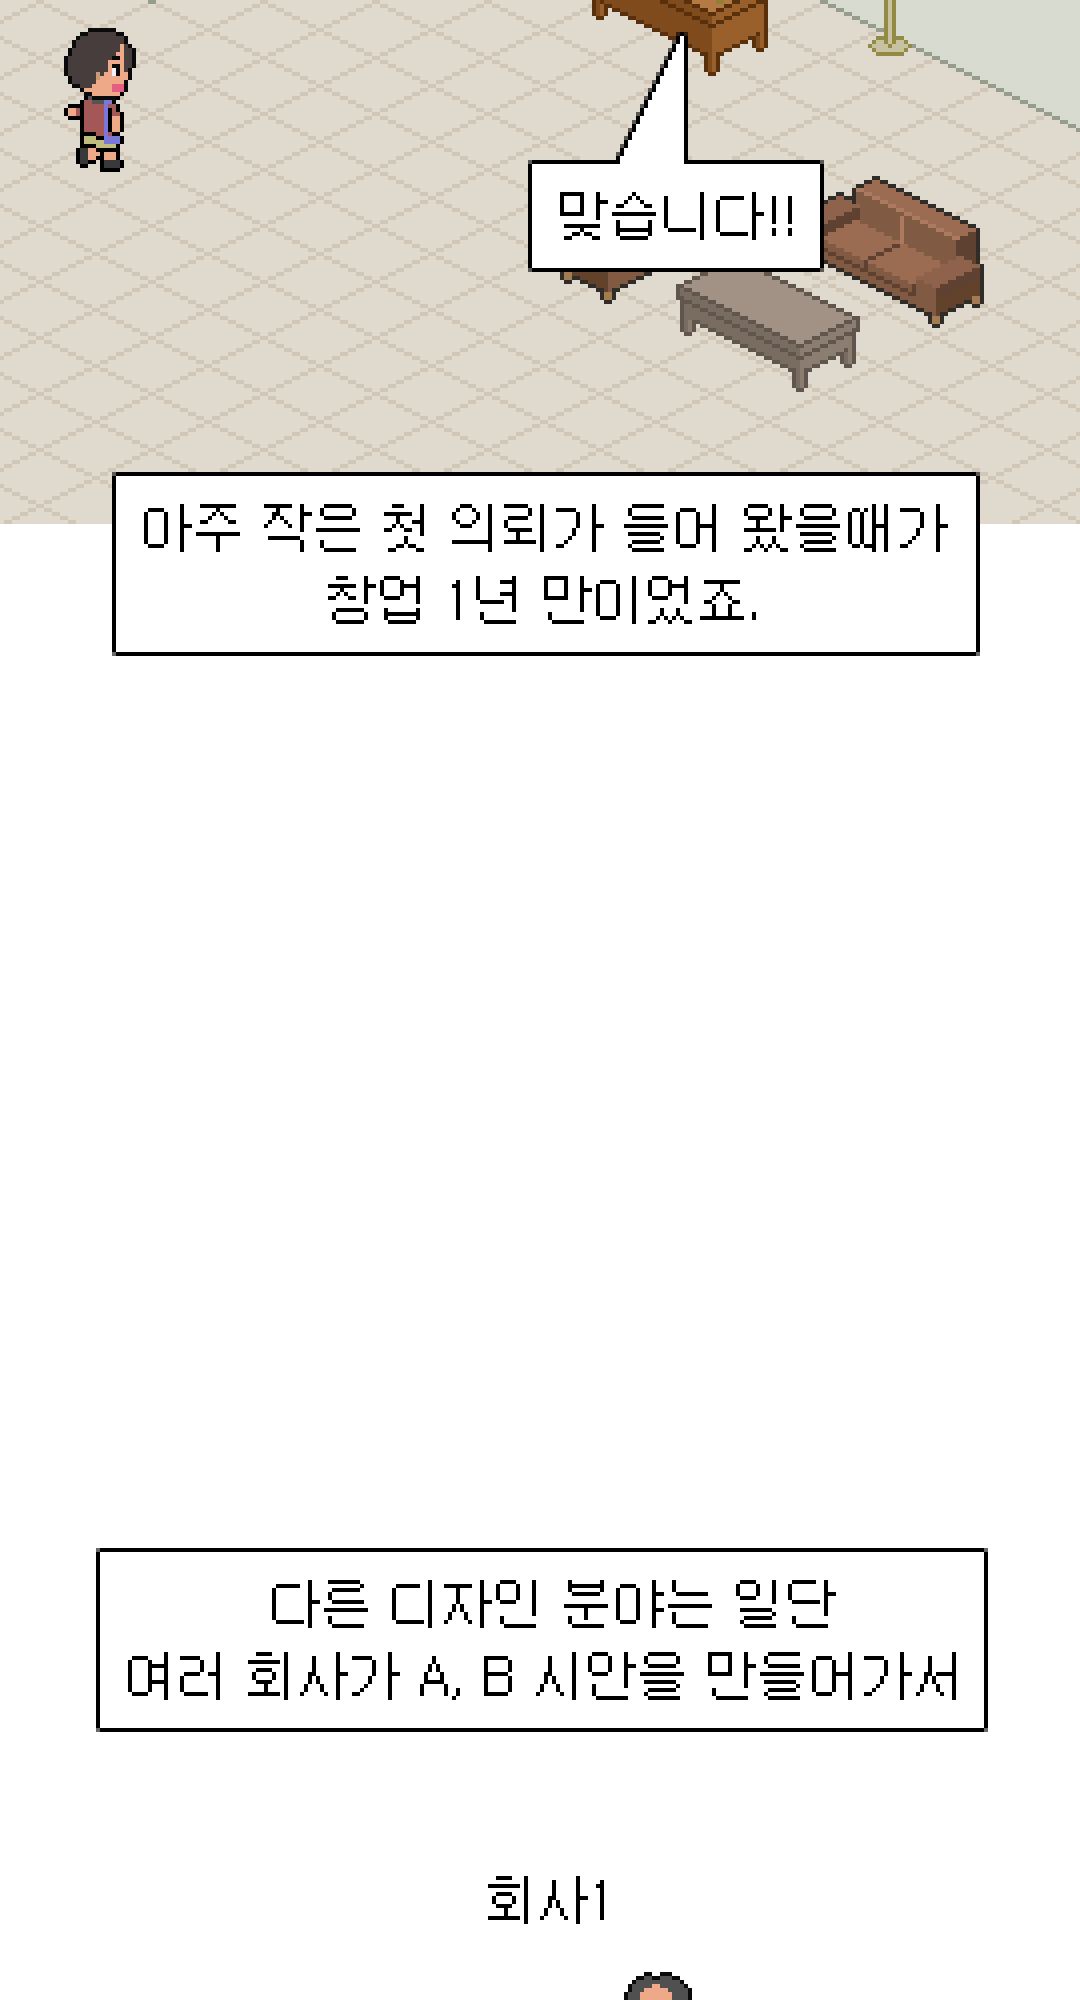 맞습니다!!
아주 작은 첫 의뢰가 들어 왔을때가
창업 1년 만이었죠.
다른 디자인 분야는 일단
여러 회사가 A, B 시안을 만들어가서
회사1